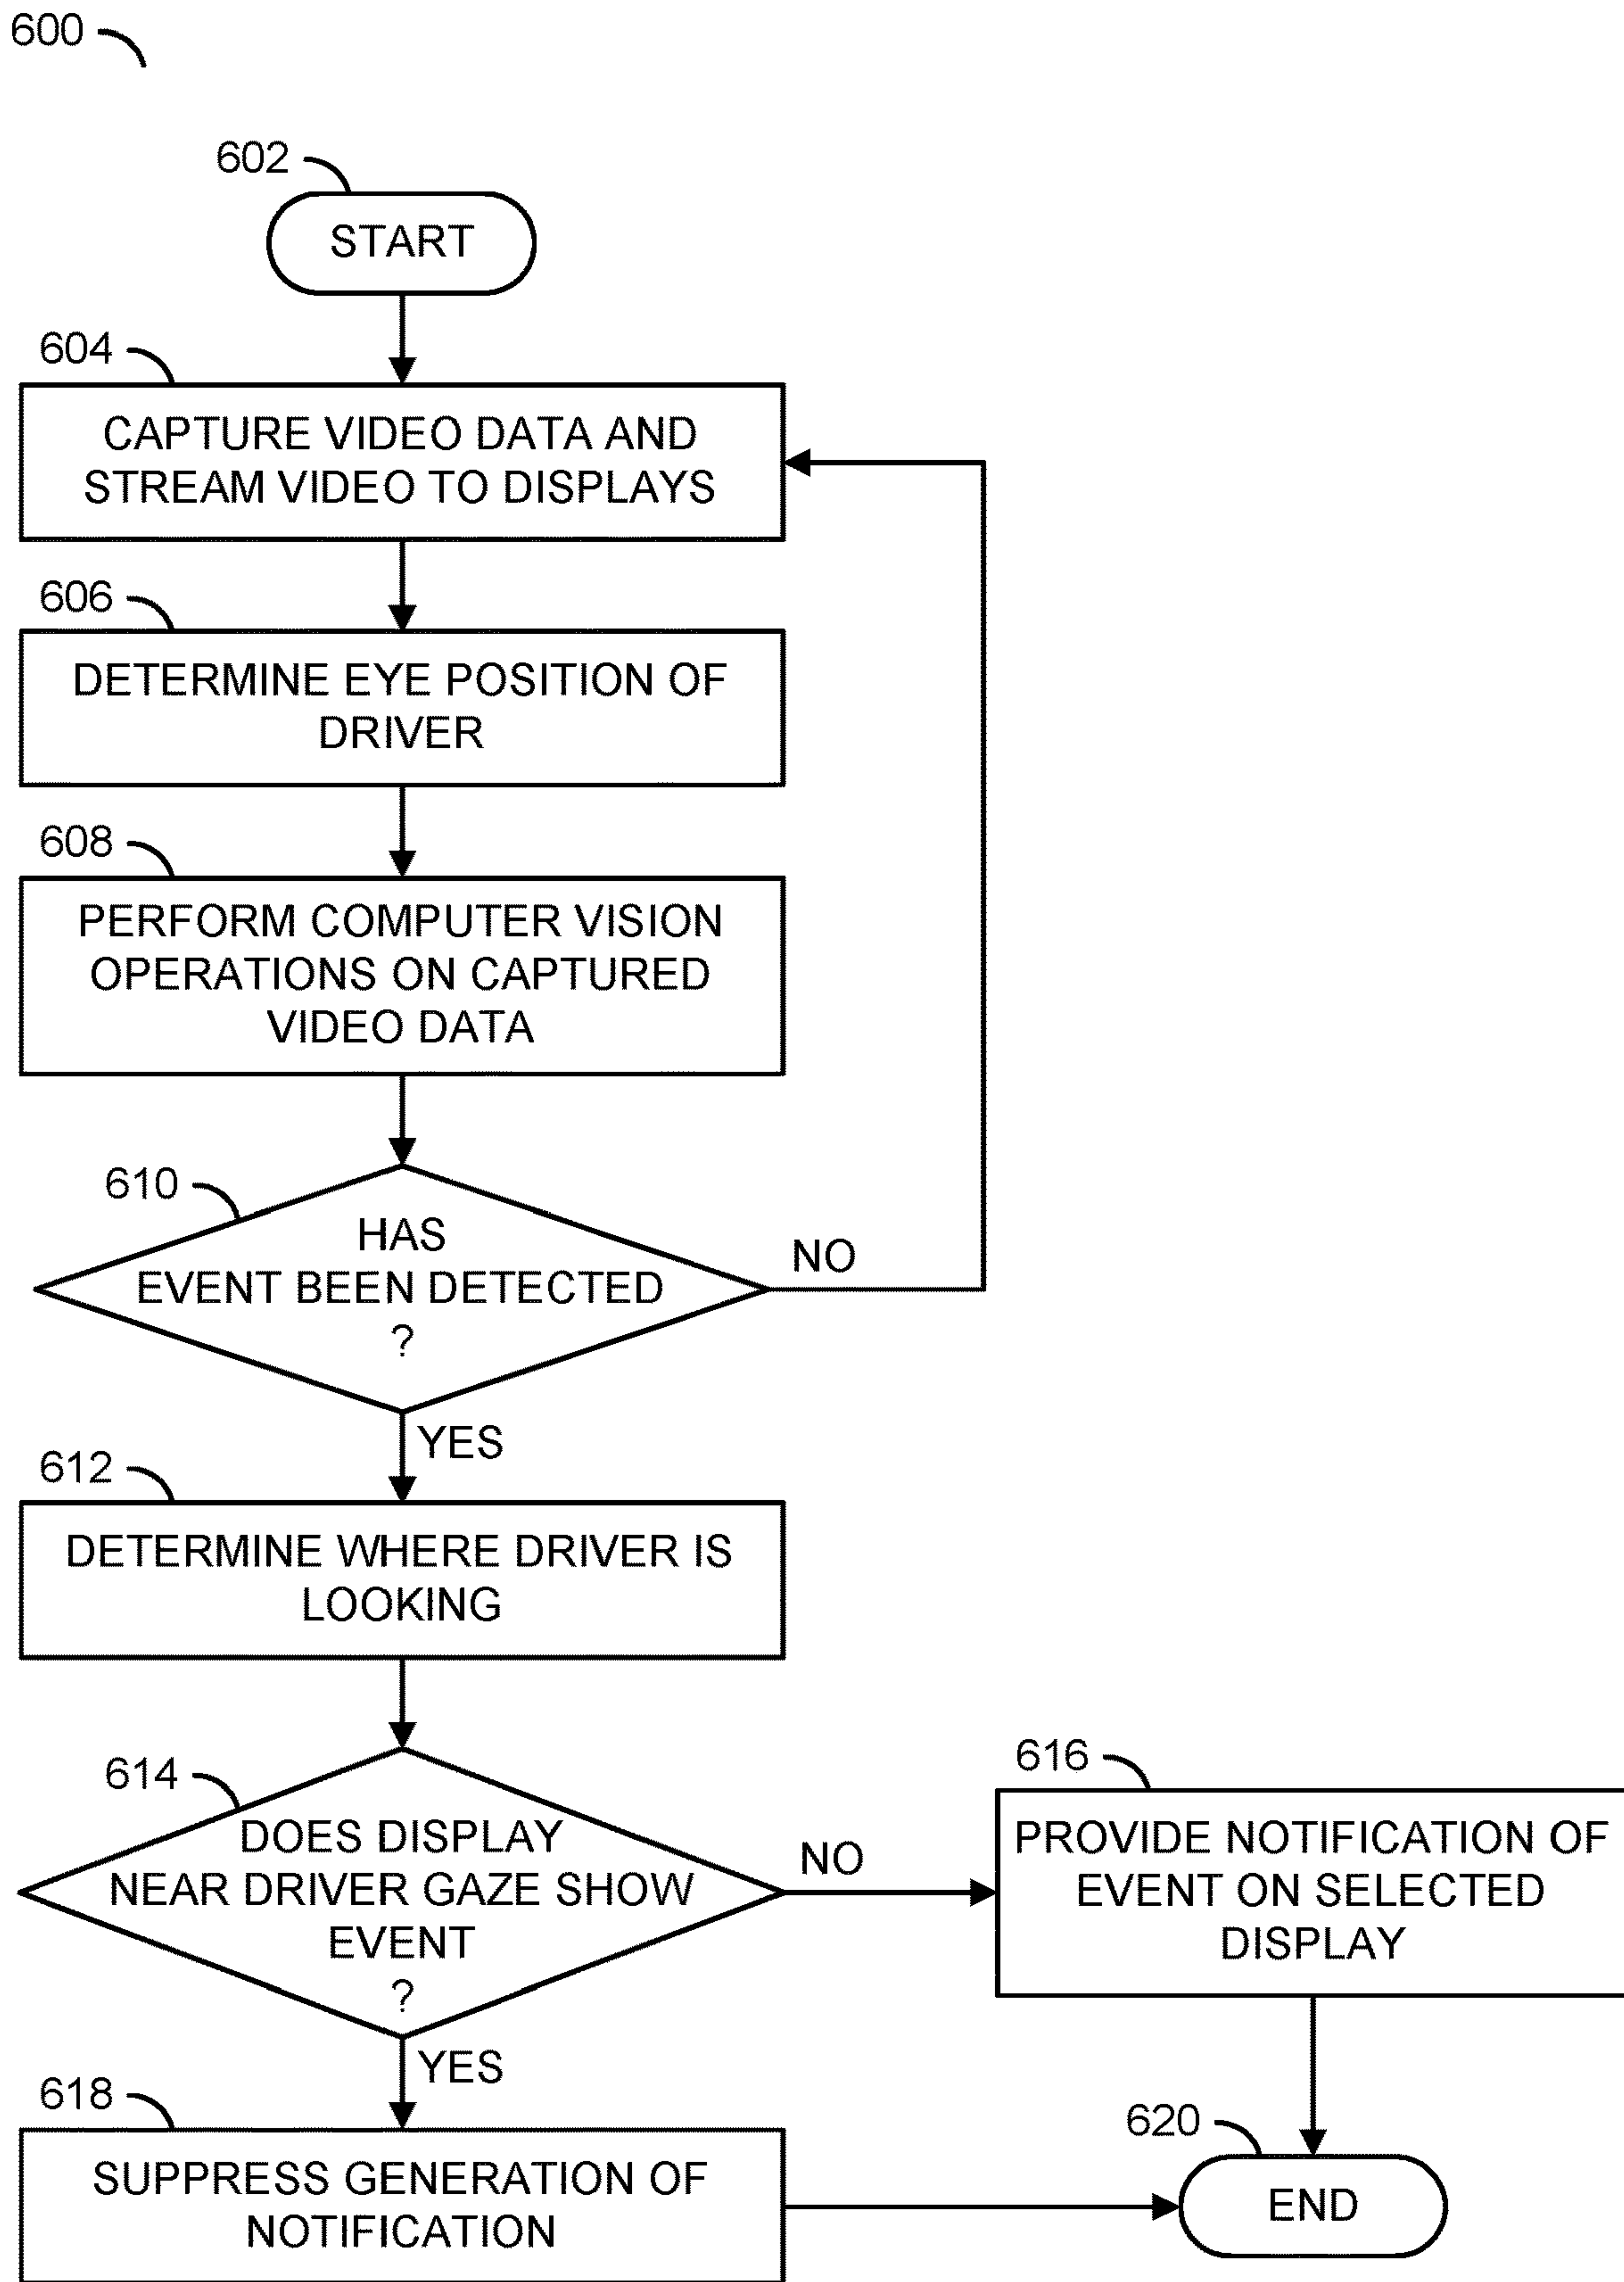 600
602
START
604
CAPTURE VIDEO DATA AND
STREAM VIDEO TO DISPLAYS
606
DETERMINE EYE POSITION OF
DRIVER
608
PERFORM COMPUTER VISION
OPERATIONS ON CAPTURED
VIDEO DATA
610
HAS
EVENT BEEN DETECTED
?
NO
YES
612
DETERMINE WHERE DRIVER IS
LOOKING
614
DOES DISPLAY
NEAR DRIVER GAZE SHOW
EVENT
?
NO
616
PROVIDE NOTIFICATION OF
EVENT ON SELECTED
DISPLAY
YES
618
SUPPRESS GENERATION OF
NOTIFICATION
620
END